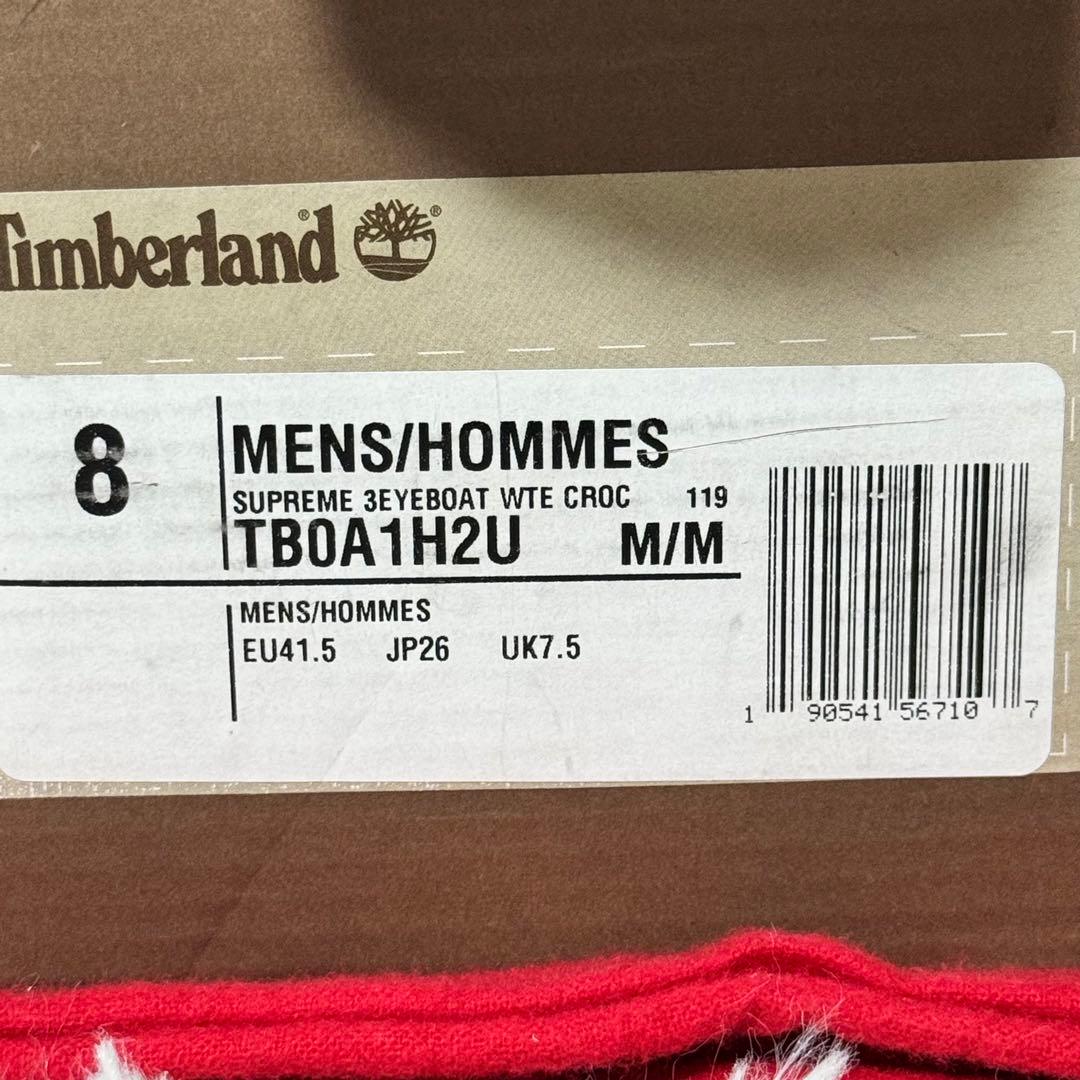 Timberland® ®
8
MENS/HOMMES
SUPREME 3EYEBOAT WTE CROC 119
TB0A1H2U M/M
MENS/HOMMES
EU41.5 JP26 UK7.5
1 90541 56710 7